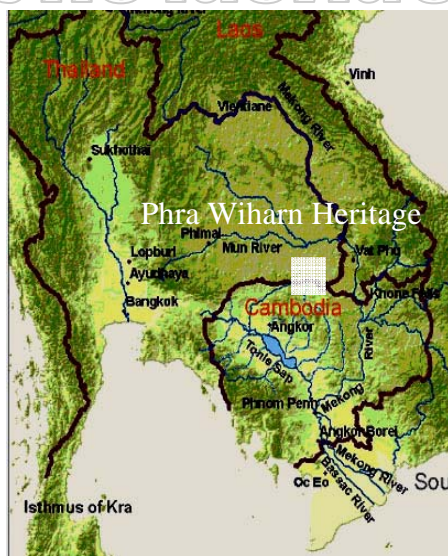 Laos
Thailand
Vinh
Vientiane
Mekong River
Sukhothai
Phra Wiharn Heritage
Phimai
Mun River
Lopburi
Vat Pho
Ayudhaya
Khone Falls
Bangkok
Cambodia
Angkor
River
Tonle Sap
Mekong
Phnom Penh
Angkor Borei
Mekong River
Oc Eo
Bassac River
Sou
Isthmus of Kra